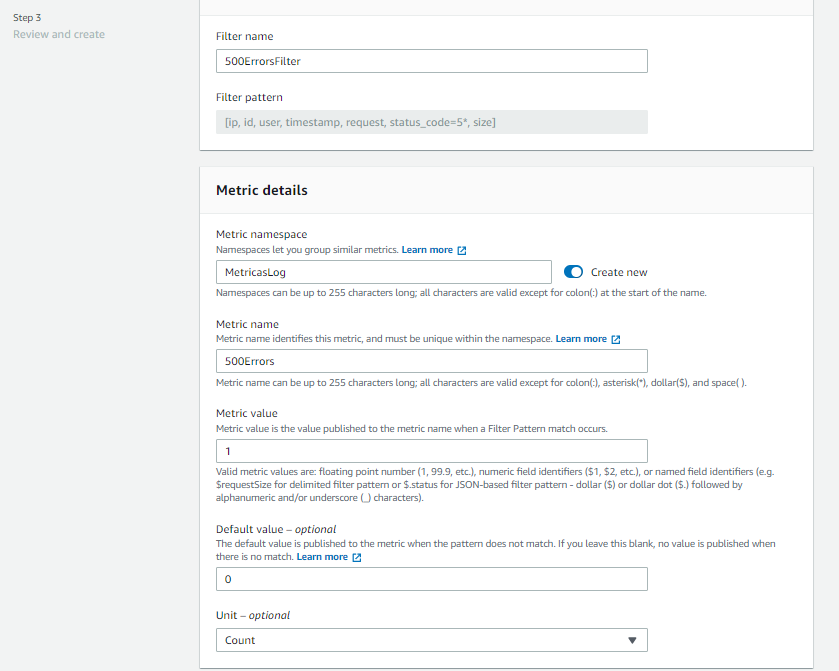 Step 3
Review and create
Filter name
500ErrorsFilter
Filter pattern
[ip, id, user, timestamp, request, status_code=5*, size]
Metric details
Metric namespace
Namespaces let you group similar metrics. Learn more
MetricasLog
Create new
Namespaces can be up to 255 characters long; all characters are valid except for colon(:) at the start of the name.
Metric name
Metric name identifies this metric, and must be unique within the namespace. Learn more
500Errors
Metric name can be up to 255 characters long; all characters are valid except for colon(:), asterisk(*), dollar($), and space( ).
Metric value
Metric value is the value published to the metric name when a Filter Pattern match occurs.
1
Valid metric values are: floating point number (1, 99.9, etc.), numeric field identifiers ($1, $2, etc.), or named field identifiers (e.g.
$requestSize for delimited filter pattern or $.status for JSON-based filter pattern - dollar ($) or dollar dot ($.) followed by
alphanumeric and/or underscore (_) characters).
Default value – optional
The default value is published to the metric when the pattern does not match. If you leave this blank, no value is published when
there is no match. Learn more
0
Unit – optional
Count